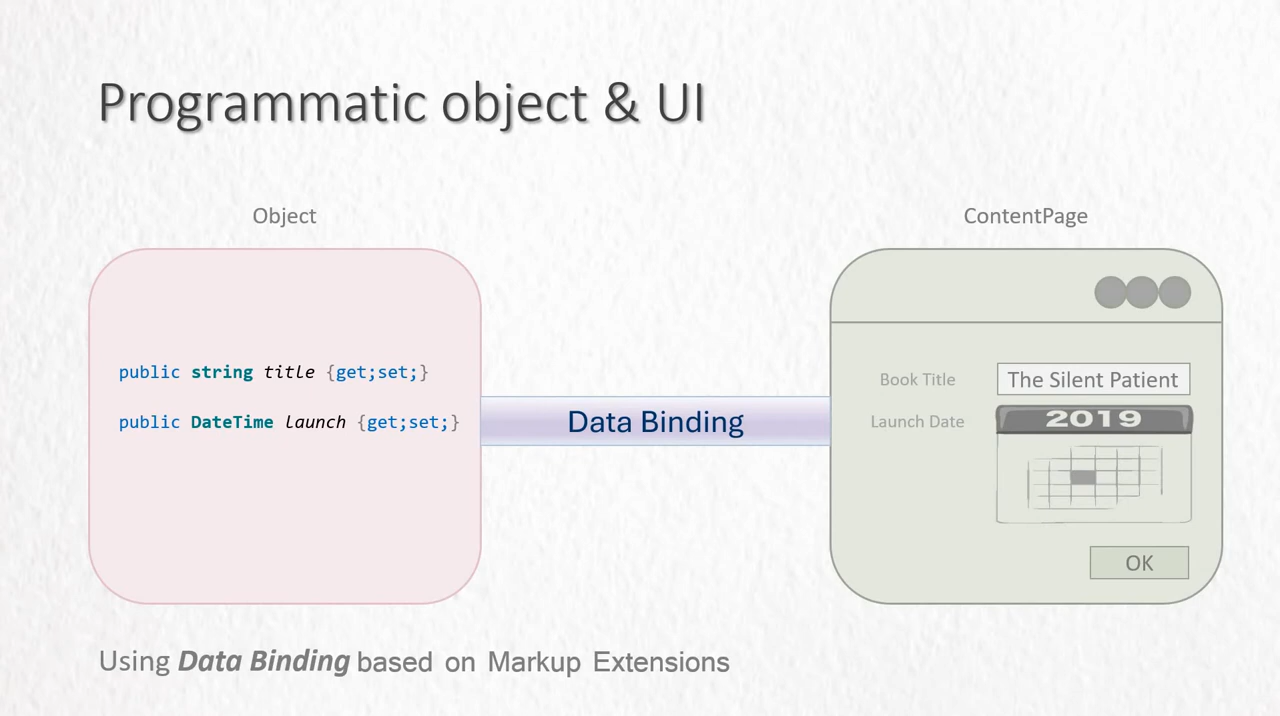 Programmatic object & UI
Object
public string title {get;set;}
public DateTime launch {get;set;}
Data Binding
ContentPage
Book Title
The Silent Patient
Launch Date
2019
OK
Using Data Binding based on Markup Extensions